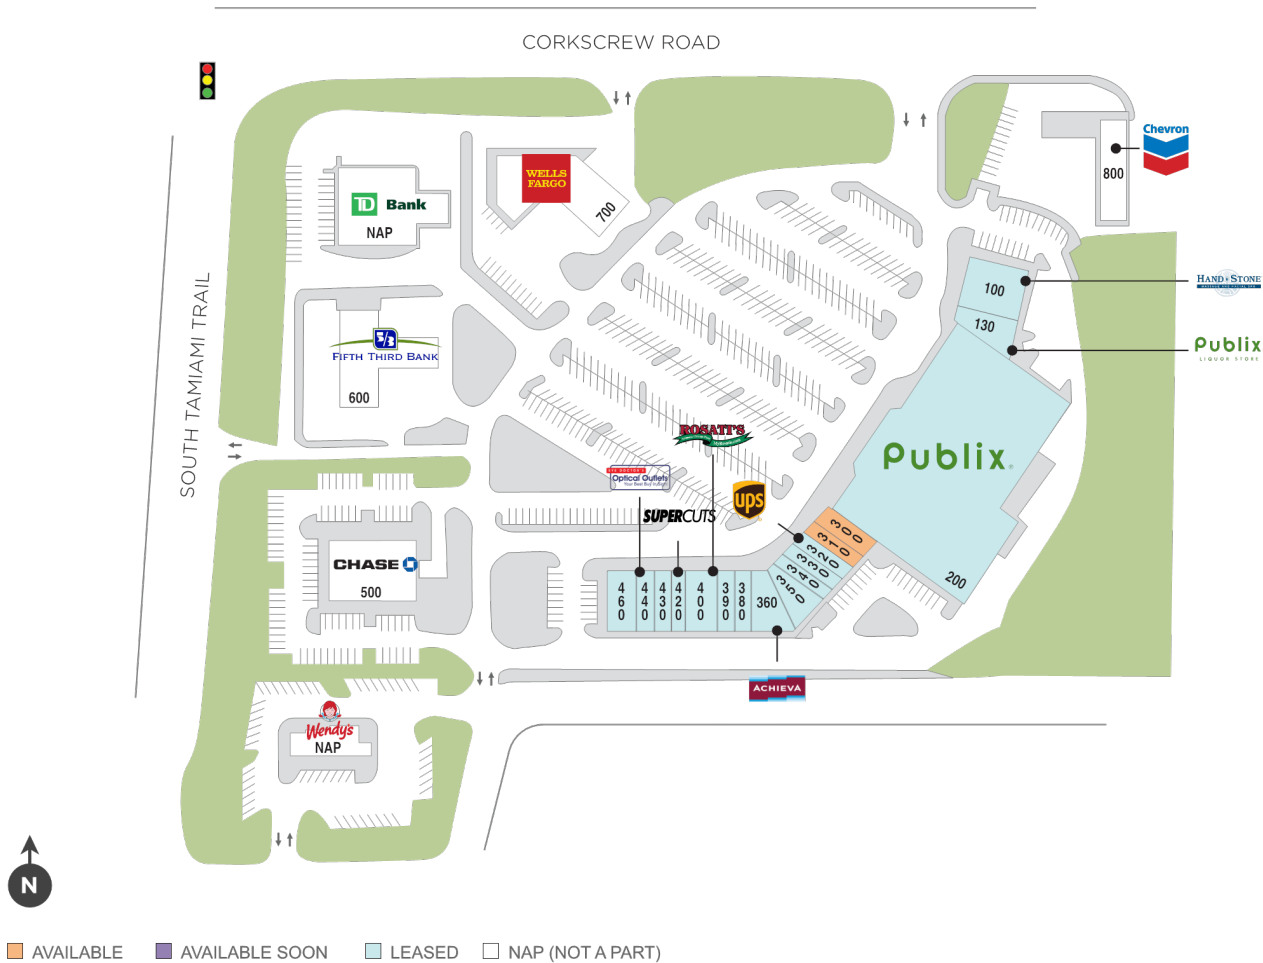 CORKSCREW ROAD
SOUTH TAMIAMI TRAIL
Chevron
800
WELLS
FARGO
700
TD Bank
NAP
100
HAND & STONE
130
Publix
LIQUOR STORE
5/3
FIFTH THIRD BANK
600
ROSATI'S
Publix
200
Optical Outlets
SUPERCUTS
ups
300
310
320
330
340
350
460
440
430
420
400
390
380
360
CHASE
500
ACHIEVA
Wendy's
NAP
N
AVAILABLE
AVAILABLE SOON
LEASED
NAP (NOT A PART)